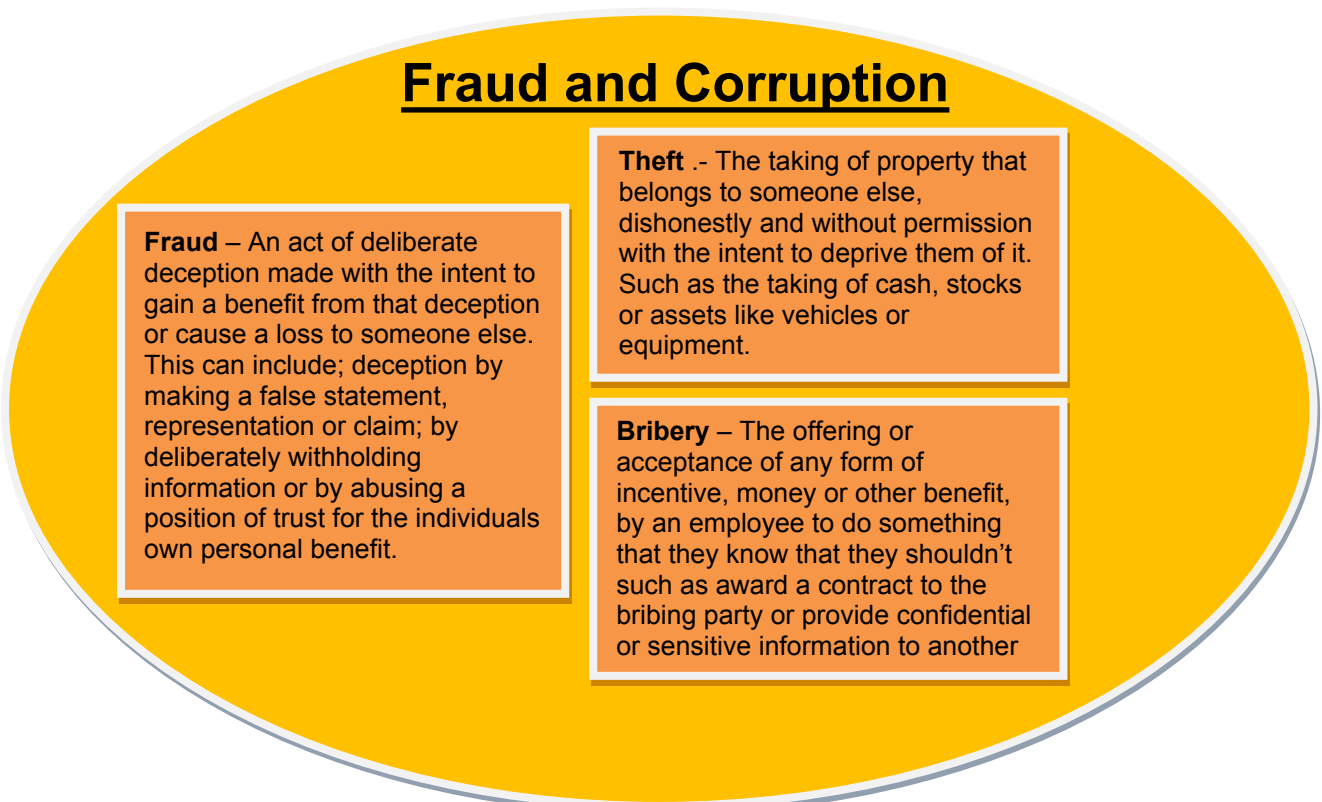 Fraud and Corruption
Fraud – An act of deliberate
deception made with the intent to
gain a benefit from that deception
or cause a loss to someone else.
This can include; deception by
making a false statement,
representation or claim; by
deliberately withholding
information or by abusing a
position of trust for the individuals
own personal benefit.
Theft .- The taking of property that
belongs to someone else,
dishonestly and without permission
with the intent to deprive them of it.
Such as the taking of cash, stocks
or assets like vehicles or
equipment.
Bribery – The offering or
acceptance of any form of
incentive, money or other benefit,
by an employee to do something
that they know that they shouldn’t
such as award a contract to the
bribing party or provide confidential
or sensitive information to another